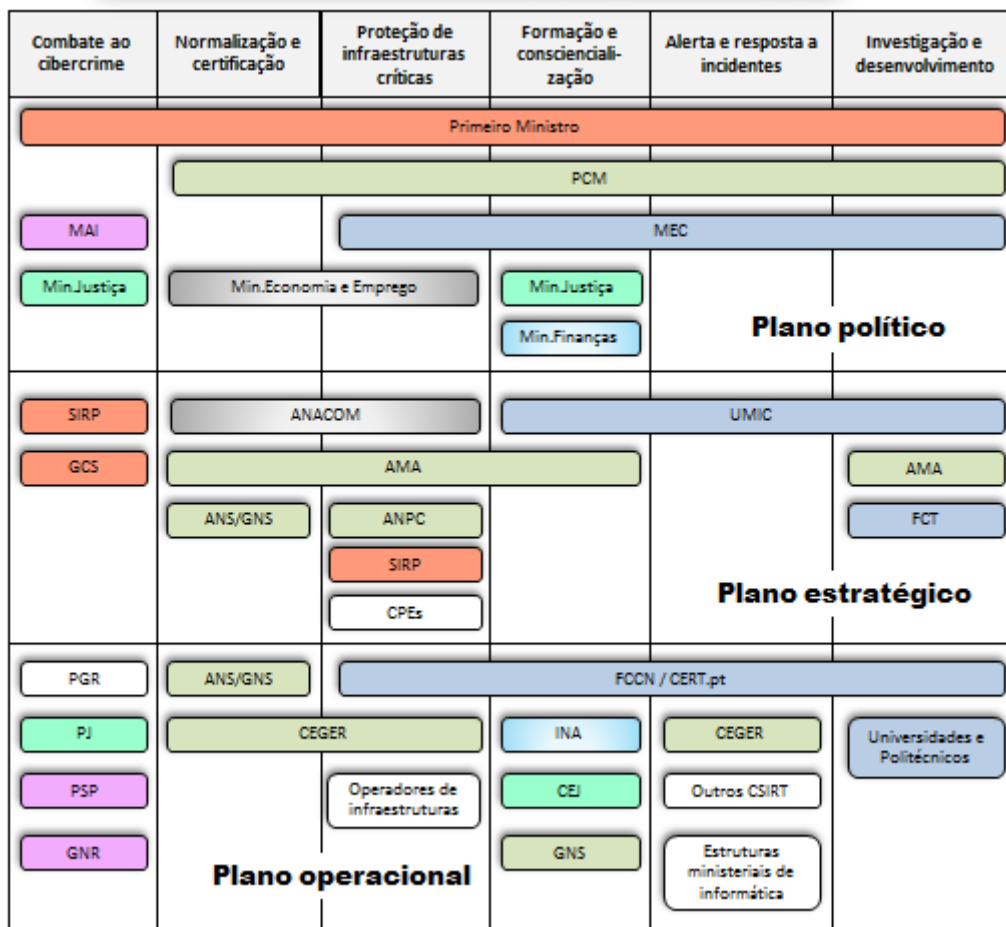 Combate ao
cibercrime
Normalização e
certificação
Proteção de
infraestruturas
críticas
Formação e
conscienciali-
zação
Alerta e resposta a
incidentes
Investigação e
desenvolvimento
Primeiro Ministro
PCM
MAI
MEC
Min.Justiça
Min.Economia e Emprego
Min.Justiça
Min.Finanças
Plano político
SIRP
ANACOM
UMIC
GCS
AMA
AMA
ANS/GNS
ANPC
FCT
SIRP
CPEs
Plano estratégico
PGR
ANS/GNS
FCCN / CERT.pt
PJ
CEGER
INA
CEGER
Universidades e
Politécnicos
PSP
Operadores de
infraestruturas
CEJ
Outros CSIRT
GNR
GNS
Estruturas
ministeriais de
informática
Plano operacional